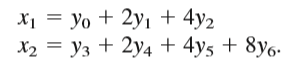 x₁ = y₀ + 2y₁ + 4y₂
x₂ = y₃ + 2y₄ + 4y₅ + 8y₆.